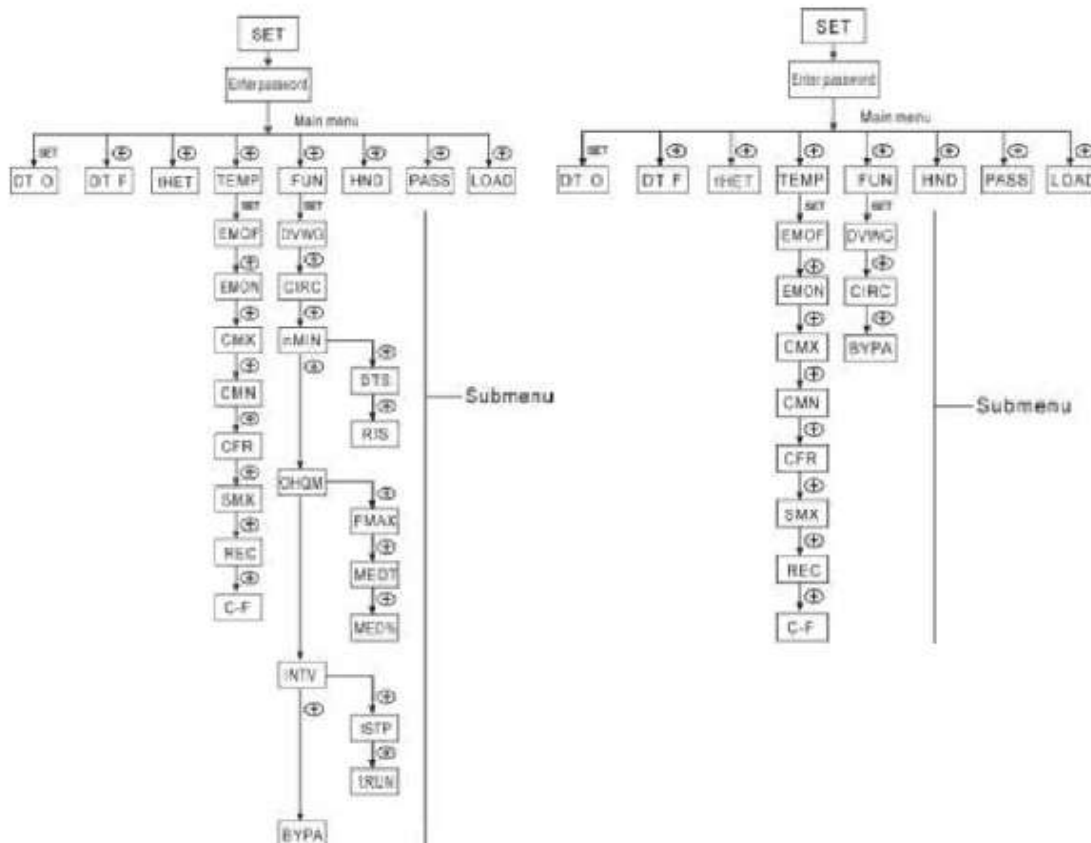 SET
Enter password
Main menu
SET
DT O DT F tHET TEMP FUN HND PASS LOAD
SET SET
EMOF DVWG
EMON CIRC
CMX nMIN
DTS
CMN
Submenu
CFR RIS
SMX OHQM
FMAX
REC
MEDT
C-F
MED%
INTV
tSTP
tRUN
BYPA
SET
Enter password
Main menu
SET
DT O DT F tHET TEMP FUN HND PASS LOAD
SET SET
EMOF DVWG
EMON CIRC
CMX BYPA
CMN
Submenu
CFR
SMX
REC
C-F